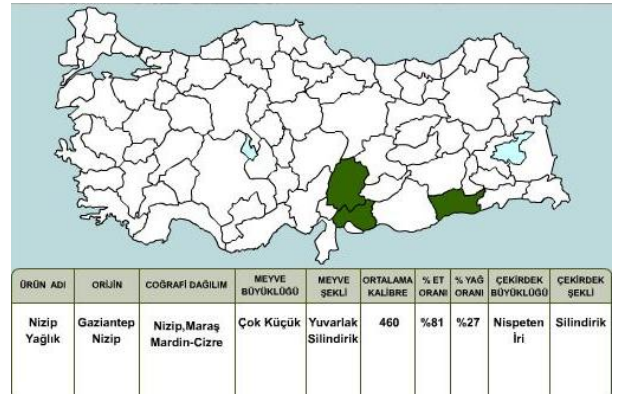 ÜRÜN ADI
ORİJİN
COĞRAFİ DAĞILIM
MEYVE
BÜYÜKLÜĞÜ
MEYVE
ŞEKLİ
ORTALAMA
KALİBRE
% ET
ORANI
% YAĞ
ORANI
ÇEKİRDEK
BÜYÜKLÜĞÜ
ÇEKİRDEK
ŞEKLİ
Nizip
Yağlık
Gaziantep
Nizip
Nizip,Maraş
Mardin-Cizre
Çok Küçük
Yuvarlak
Silindirik
460
%81
%27
Nispeten
İri
Silindirik